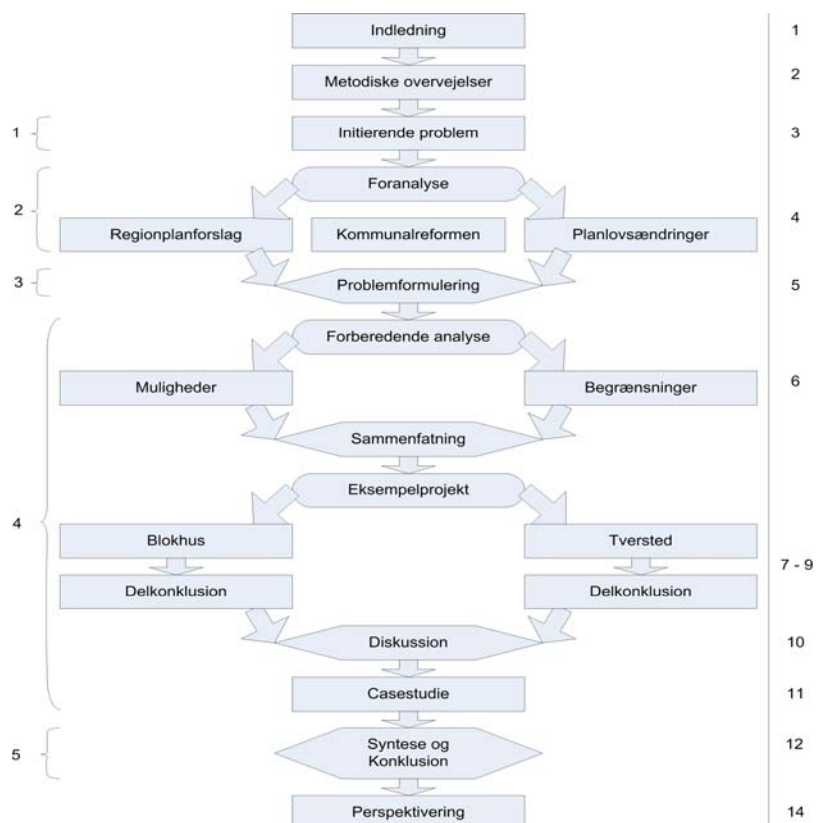 Indledning 1
Metodiske overvejelser 2
1 Initierende problem 3
Foranalyse
2 4
Regionplanforslag Kommunalreformen Planlovsændringer
3 Problemformulering 5
Forberedende analyse
Muligheder Begrænsninger 6
Sammenfatning
Eksempelprojekt
4
Blokhus Tversted
7 - 9
Delkonklusion Delkonklusion
Diskussion 10
Casestudie 11
Syntese og 12
5
Konklusion
Perspektivering 14